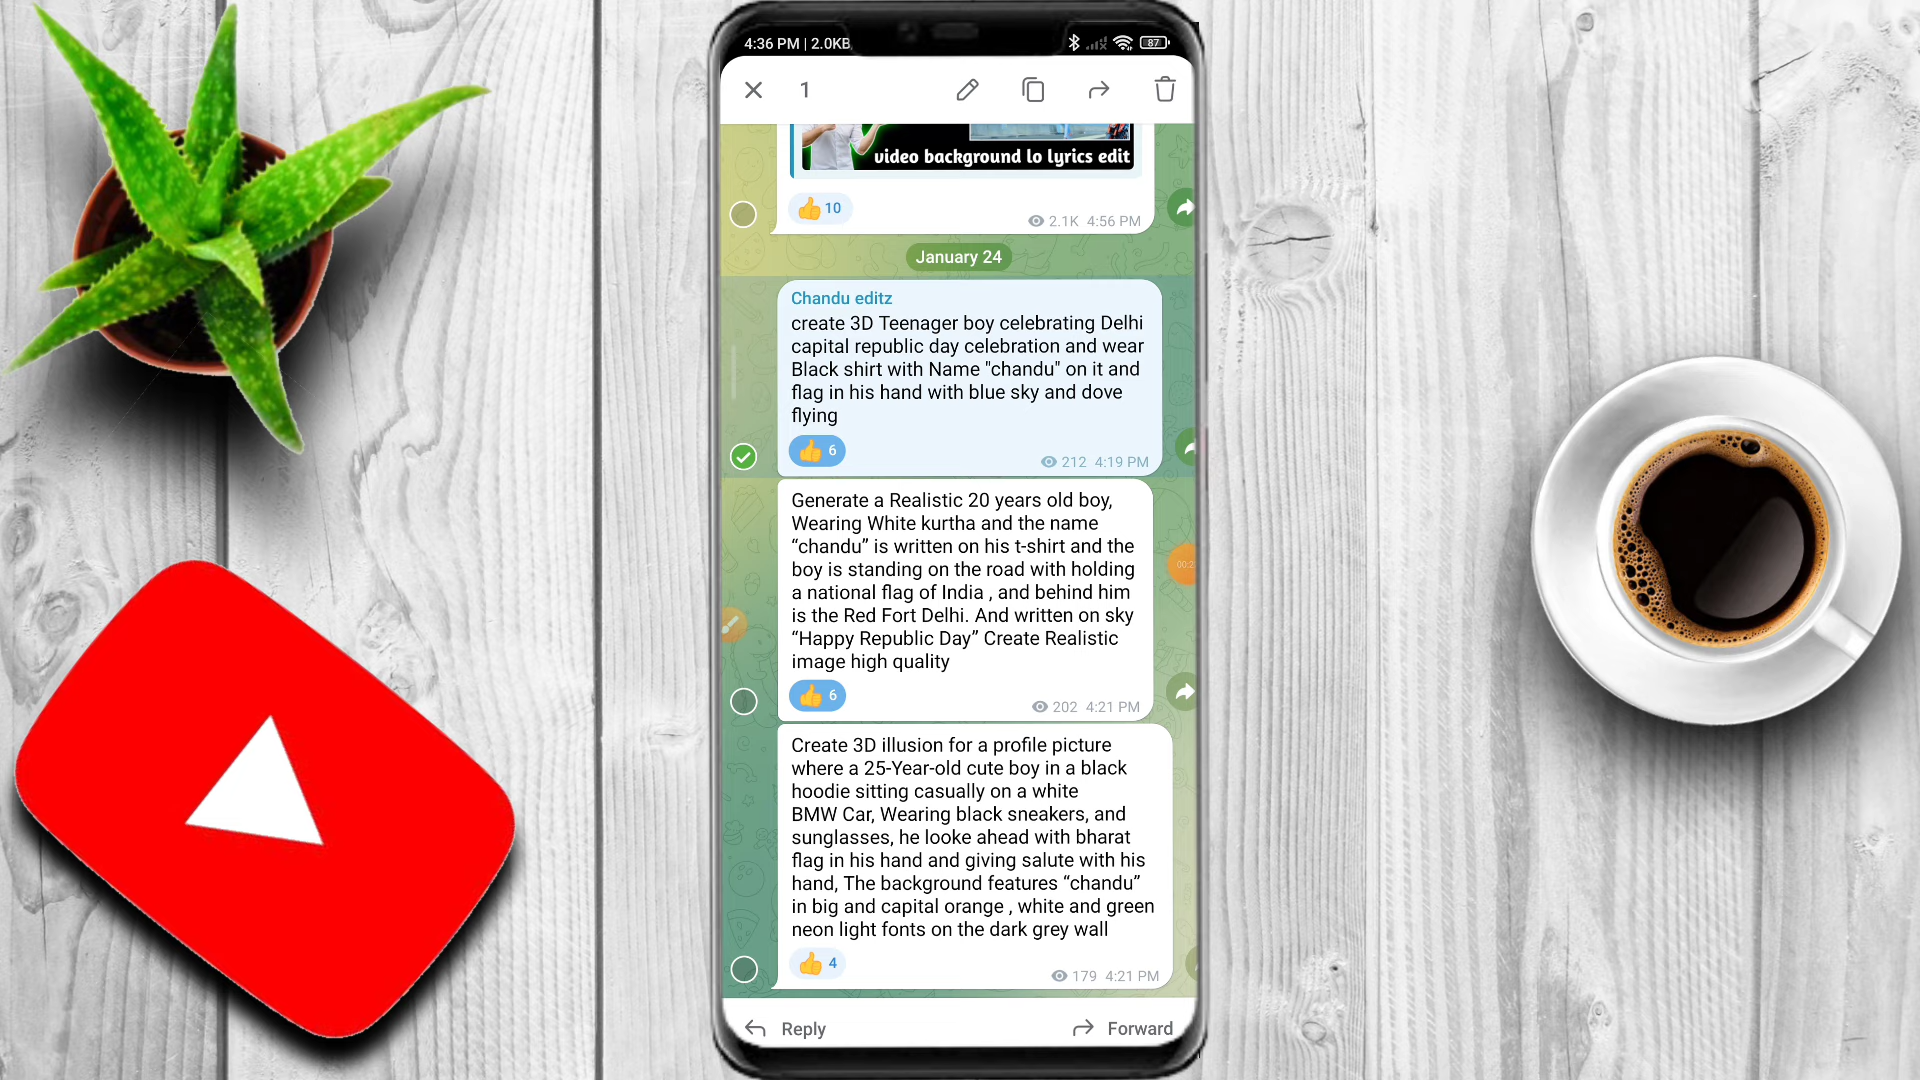 4:36 PM | 2.0KB
87
1
video background lo lyrics edit
👍 10
2.1K 4:56 PM
January 24
Chandu editz
create 3D Teenager boy celebrating Delhi
capital republic day celebration and wear
Black shirt with Name "chandu" on it and
flag in his hand with blue sky and dove
flying
👍 6
212 4:19 PM
Generate a Realistic 20 years old boy,
Wearing White kurtha and the name
“chandu” is written on his t-shirt and the
boy is standing on the road with holding
a national flag of India , and behind him
is the Red Fort Delhi. And written on sky
“Happy Republic Day” Create Realistic
image high quality
👍 6
202 4:21 PM
Create 3D illusion for a profile picture
where a 25-Year-old cute boy in a black
hoodie sitting casually on a white
BMW Car, Wearing black sneakers, and
sunglasses, he looke ahead with bharat
flag in his hand and giving salute with his
hand, The background features “chandu”
in big and capital orange , white and green
neon light fonts on the dark grey wall
👍 4
179 4:21 PM
Reply
Forward